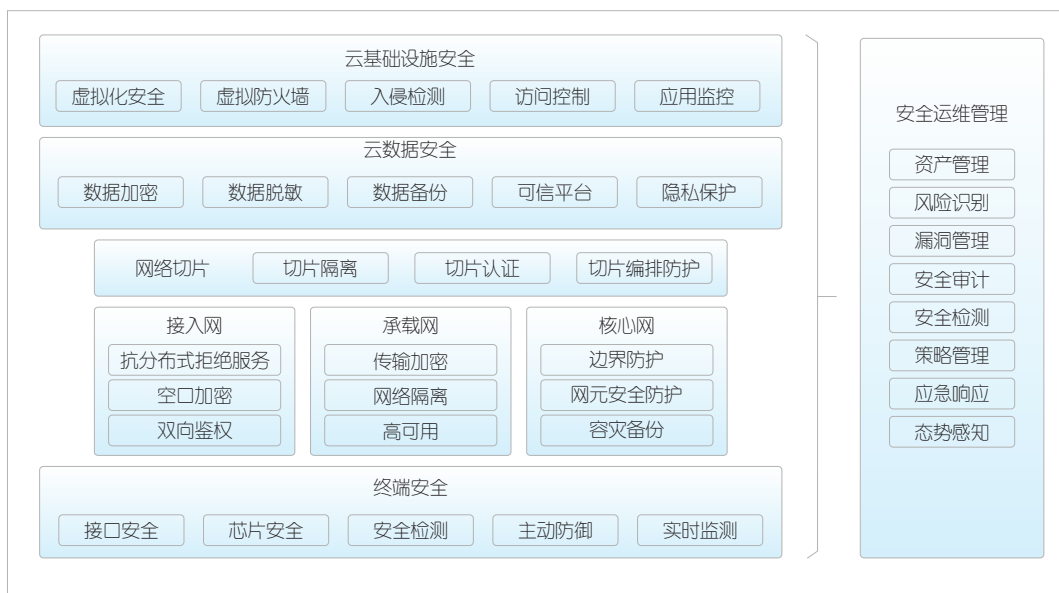 云基础设施安全
虚拟化安全
虚拟防火墙
入侵检测
访问控制
应用监控
云数据安全
数据加密
数据脱敏
数据备份
可信平台
隐私保护
网络切片
切片隔离
切片认证
切片编排防护
接入网
抗分布式拒绝服务
空口加密
双向鉴权
承载网
传输加密
网络隔离
高可用
核心网
边界防护
网元安全防护
容灾备份
终端安全
接口安全
芯片安全
安全检测
主动防御
实时监测
安全运维管理
资产管理
风险识别
漏洞管理
安全审计
安全检测
策略管理
应急响应
态势感知